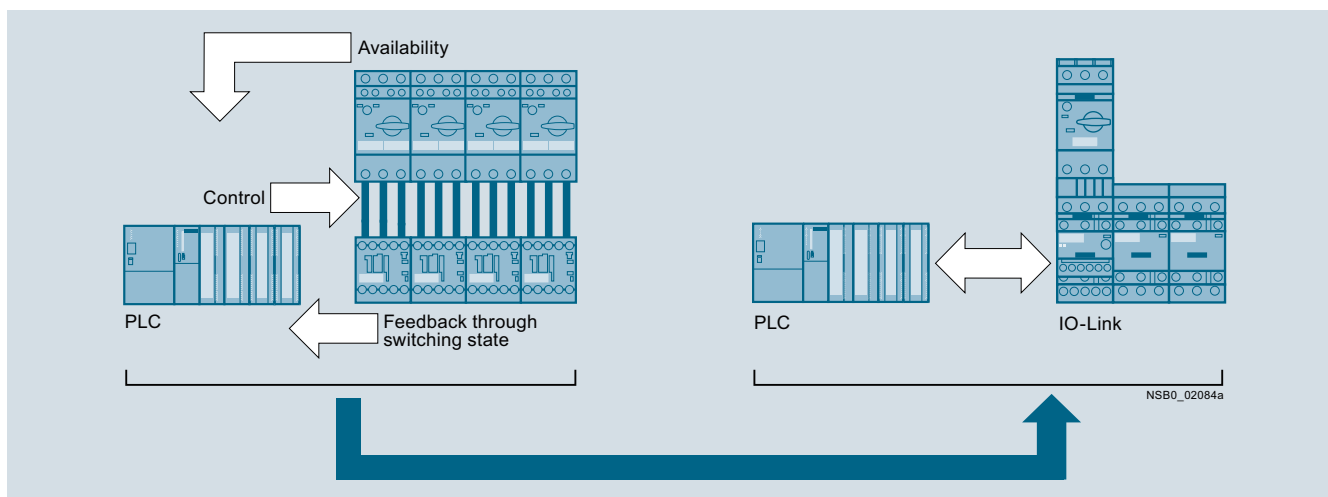 Availability
Control
PLC
Feedback through
switching state
PLC
IO-Link
NSB0_02084a